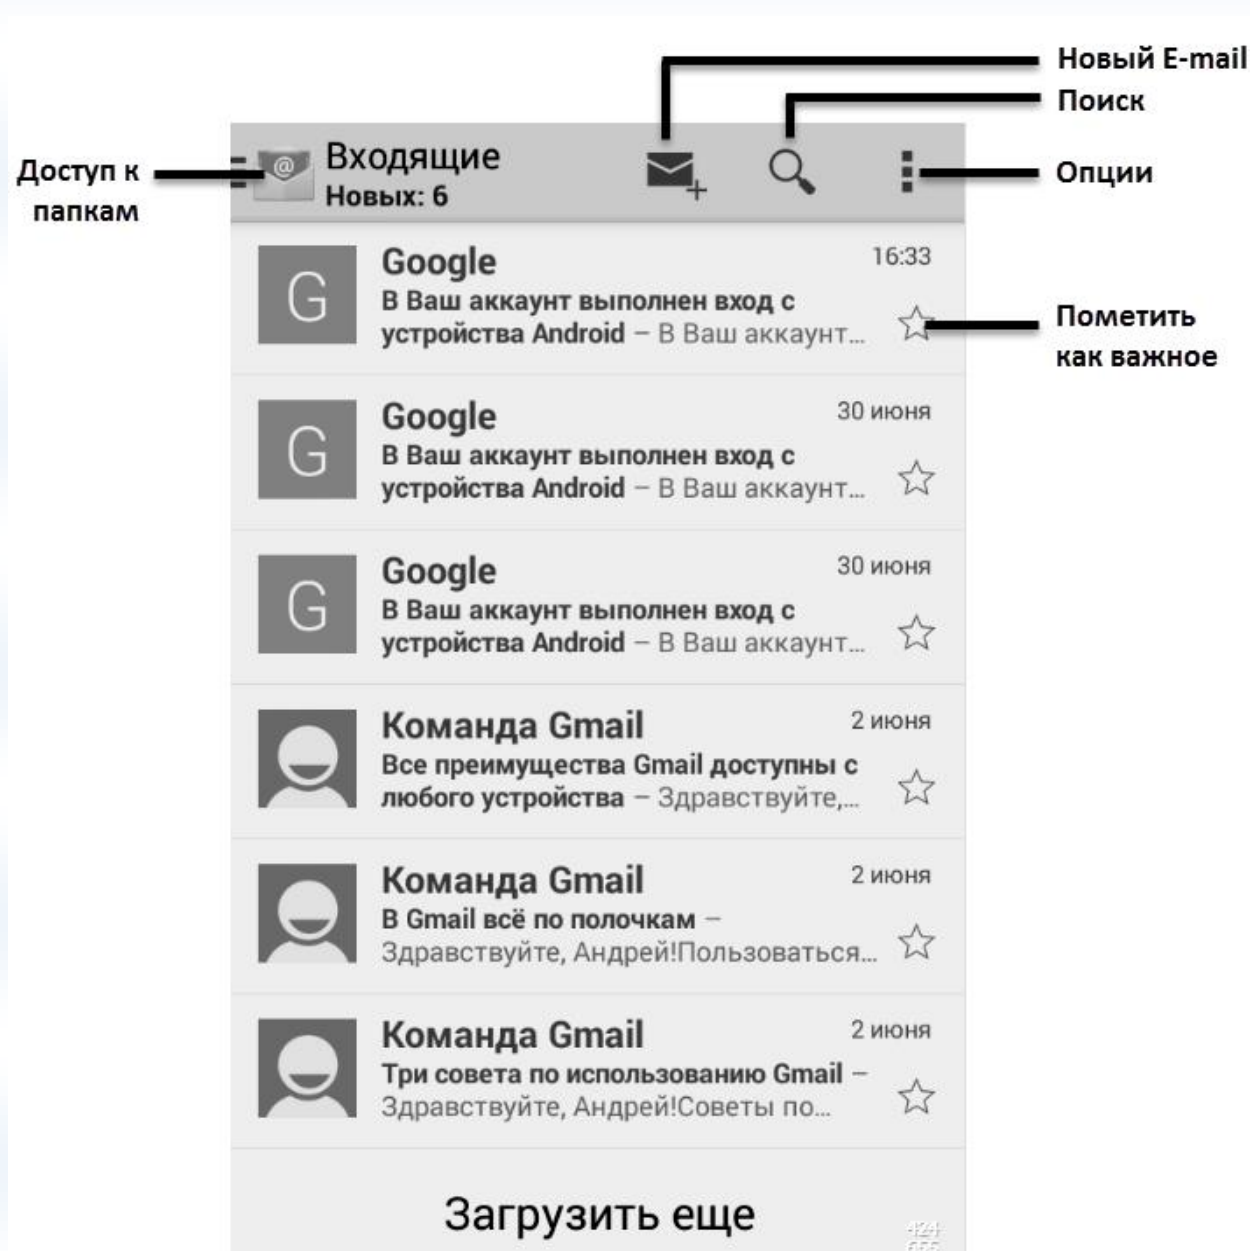 Новый E-mail
Поиск
Доступ к
папкам
Входящие
Новых: 6
Опции
G
Google
16:33
В Ваш аккаунт выполнен вход с
устройства Android – В Ваш аккаунт...
Пометить
как важное
G
Google
30 июня
В Ваш аккаунт выполнен вход с
устройства Android – В Ваш аккаунт...
G
Google
30 июня
В Ваш аккаунт выполнен вход с
устройства Android – В Ваш аккаунт...
Команда Gmail
2 июня
Все преимущества Gmail доступны с
любого устройства – Здравствуйте,...
Команда Gmail
2 июня
В Gmail всё по полочкам –
Здравствуйте, Андрей!Пользоваться...
Команда Gmail
2 июня
Три совета по использованию Gmail –
Здравствуйте, Андрей!Советы по...
Загрузить еще
424